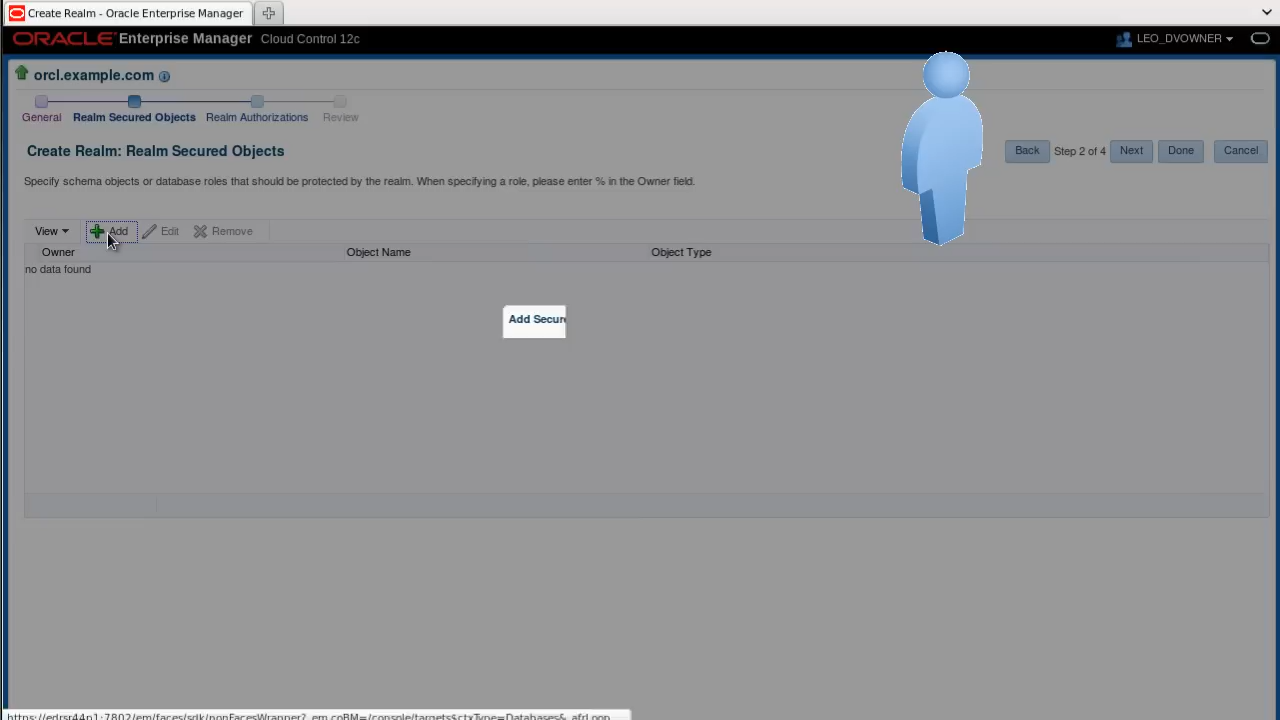 Create Realm - Oracle Enterprise Manager
ORACLE Enterprise Manager Cloud Control 12c
LEO_DVOWNER
orcl.example.com
General Realm Secured Objects Realm Authorizations Review
Create Realm: Realm Secured Objects
Back Step 2 of 4 Next Done Cancel
Specify schema objects or database roles that should be protected by the realm. When specifying a role, please enter % in the Owner field.
View Add Edit Remove
Owner Object Name Object Type
no data found
Add Secur